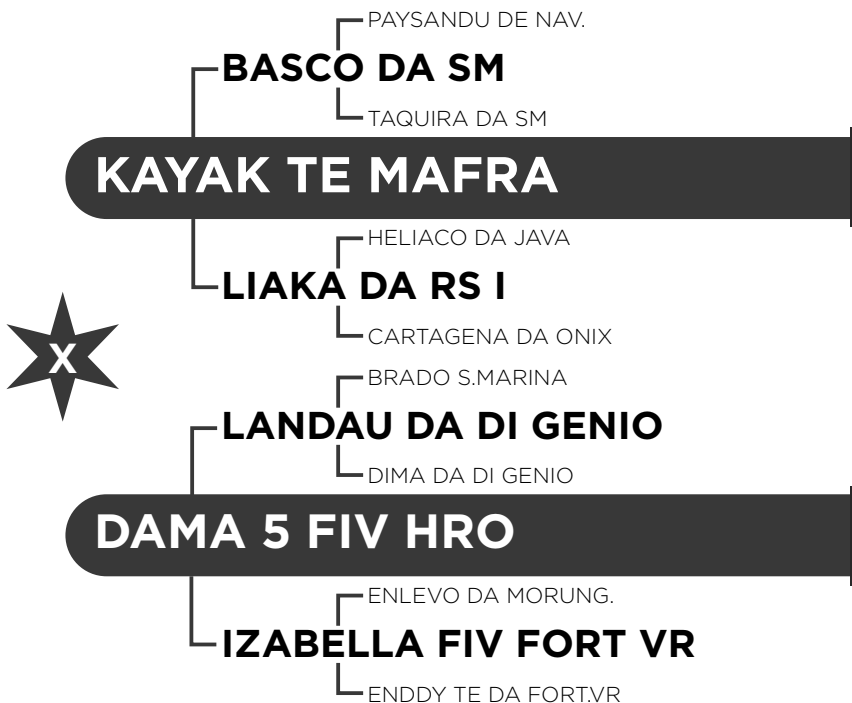 PAYSANDU DE NAV.
BASCO DA SM
TAQUIRA DA SM
KAYAK TE MAFRA
HELIACO DA JAVA
LIAKA DA RS I
CARTAGENA DA ONIX
X
BRADO S.MARINA
LANDAU DA DI GENIO
DIMA DA DI GENIO
DAMA 5 FIV HRO
ENLEVO DA MORUNG.
IZABELLA FIV FORT VR
ENDDY TE DA FORT.VR